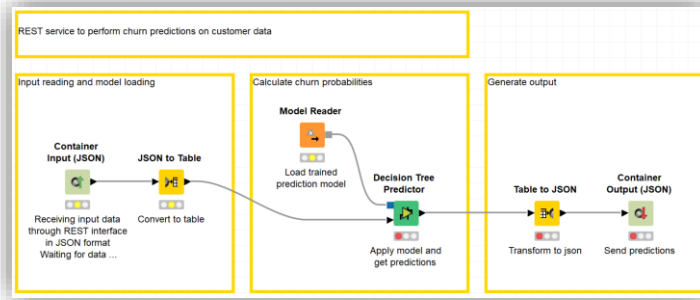 REST service to perform churn predictions on customer data
Input reading and model loading
Container
Input (JSON)
JSON to Table
Receiving input data
through REST interface
in JSON format
Waiting for data ...
Convert to table
Calculate churn probabilities
Model Reader
Load trained
prediction model
Decision Tree
Predictor
Apply model and
get predictions
Generate output
Table to JSON
Transform to json
Container
Output (JSON)
Send predictions